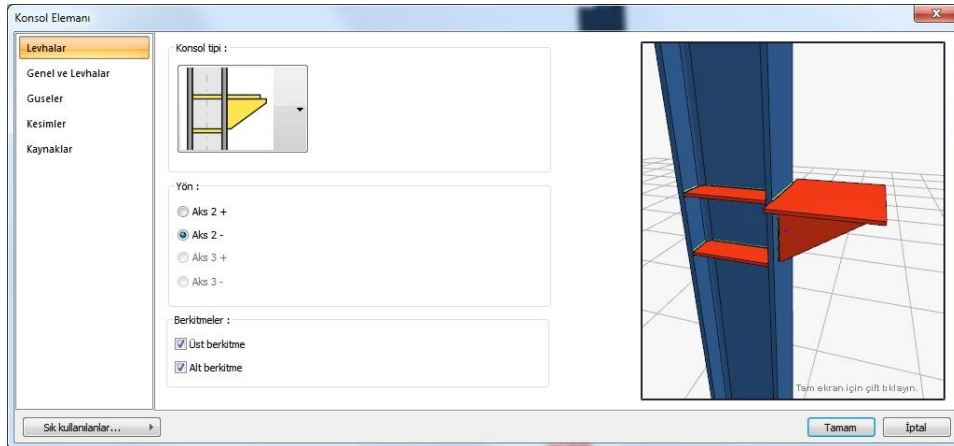 Konsol Elemanı
Levhalar
Genel ve Levhalar
Guseler
Kesimler
Kaynaklar
Konsol tipi :
Yön :
Aks 2 +
Aks 2 -
Aks 3 +
Aks 3 -
Berkitmeler :
Üst berkitme
Alt berkitme
Tam ekran için çift tıklayın.
Sık kullanılanlar...
Tamam
İptal